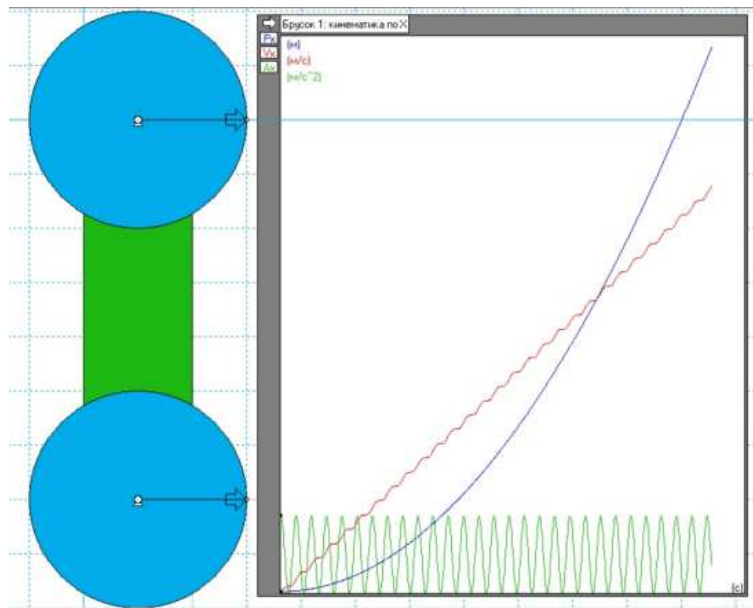 Брусок 1: кинематика по X
Px (м)
Vx (м/с)
Ax (м/с^2)
(с)